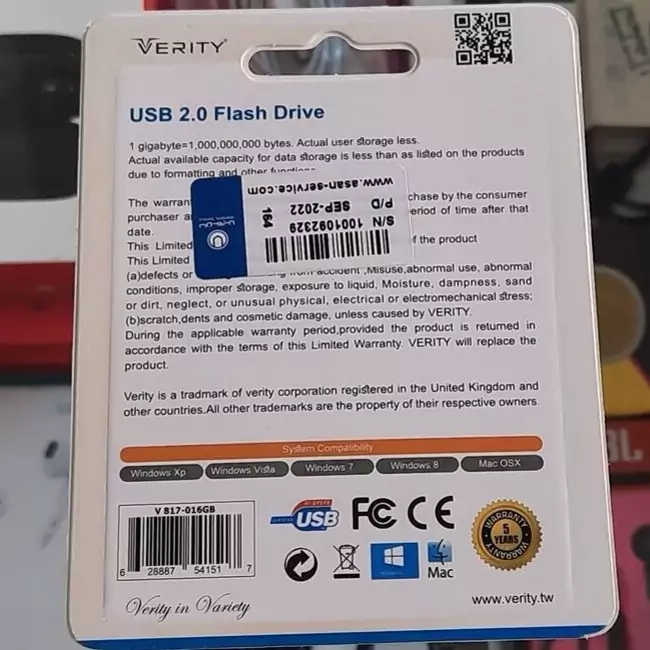 VERITY
USB 2.0 Flash Drive
1 gigabyte=1,000,000,000 bytes. Actual user storage less.
Actual available capacity for data storage is less than as listed on the products
due to formatting and other functions
The warran
chase by the consumer
purchaser a
eriod of time after that
date.
This Limited
f the product
This Limited
(a)defects or
from accident ,Misuse,abnormal use, abnormal
conditions, improper storage, exposure to liquid, Moisture, dampness, sand
or dirt, neglect, or unusual physical, electrical or electromechanical stress;
(b)scratch,dents and cosmetic damage, unless caused by VERITY.
During the applicable warranty period,provided the product is returned in
accordance with the terms of this Limited Warranty. VERITY will replace the
product.
S/N 1001092329
P/D SEP-2022 164
www.asan-service.com
Verity is a trademark of verity corporation registered in the United Kingdom and
other countries.All other trademarks are the property of their respective owners.
System Compatibility
Windows Xp
Windows Vista
Windows 7
Windows 8
Mac OSX
V 817-016GB
6 28887 54151 7
USB
FC CE
Mac
WARRANTY
5
YEARS
WARRANTY
Verity in Variety
www.verity.tw
BL